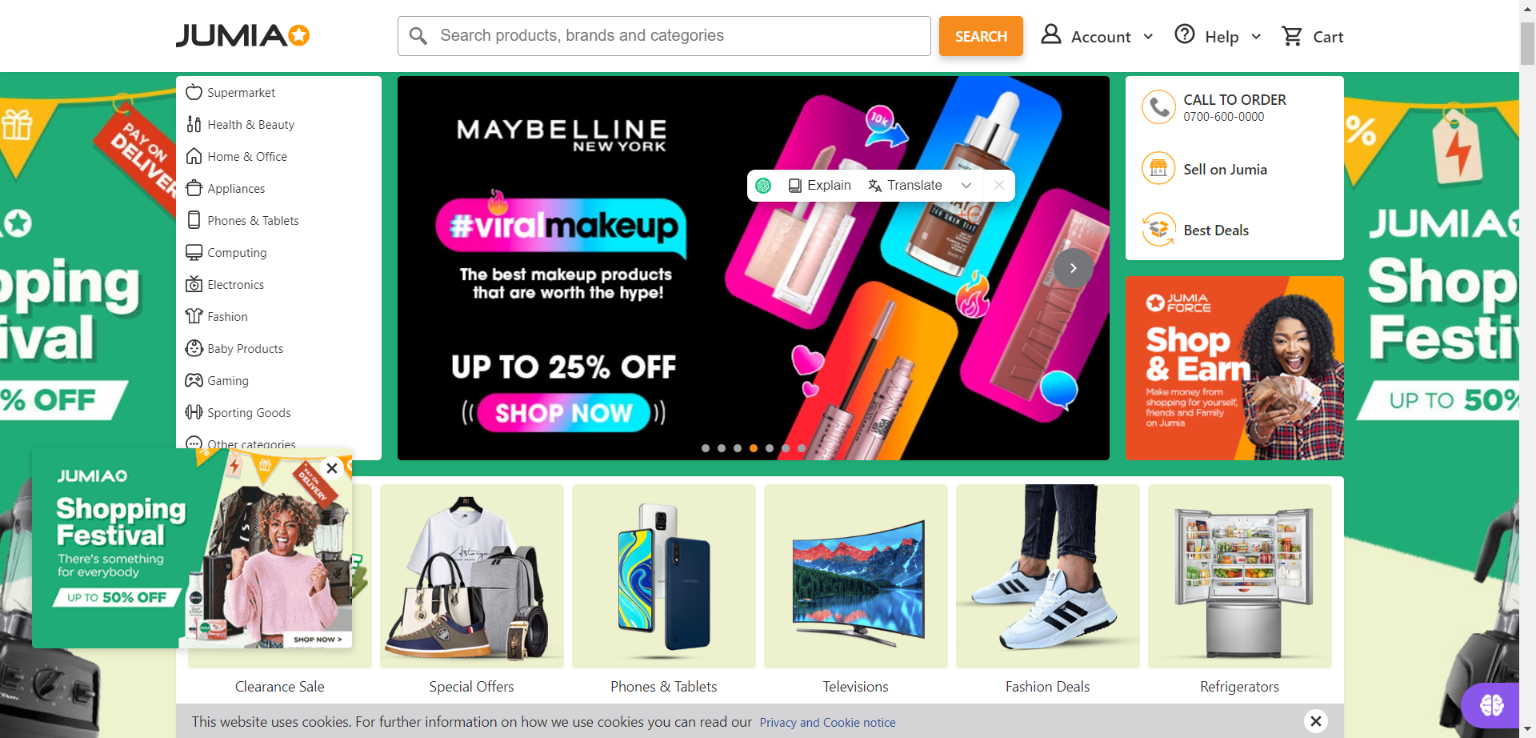 JUMIA
Search products, brands and categories
SEARCH
Account
Help
Cart
Supermarket
Health & Beauty
Home & Office
Appliances
Phones & Tablets
Computing
Electronics
Fashion
Baby Products
Gaming
Sporting Goods
Other categories
PAY ON
DELIVERY
opping
ival
% OFF
MAYBELLINE
NEW YORK
#viralmakeup
The best makeup products
that are worth the hype!
UP TO 25% OFF
SHOP NOW
10k
Explain
Translate
VINY
CALL TO ORDER
0700-600-0000
Sell on Jumia
Best Deals
JUMIA
FORCE
Shop
& Earn
Make money from
shopping for yourself,
friends and Family
on Jumia
%
JUMIA
Shop
Festi
UP TO 50%
JUMIA
Shopping
Festival
There's something
for everybody
UP TO 50% OFF
PAY ON
DELIVERY
SHOP NOW >
Clearance Sale
Special Offers
Phones & Tablets
Televisions
Fashion Deals
Refrigerators
This website uses cookies. For further information on how we use cookies you can read our Privacy and Cookie notice